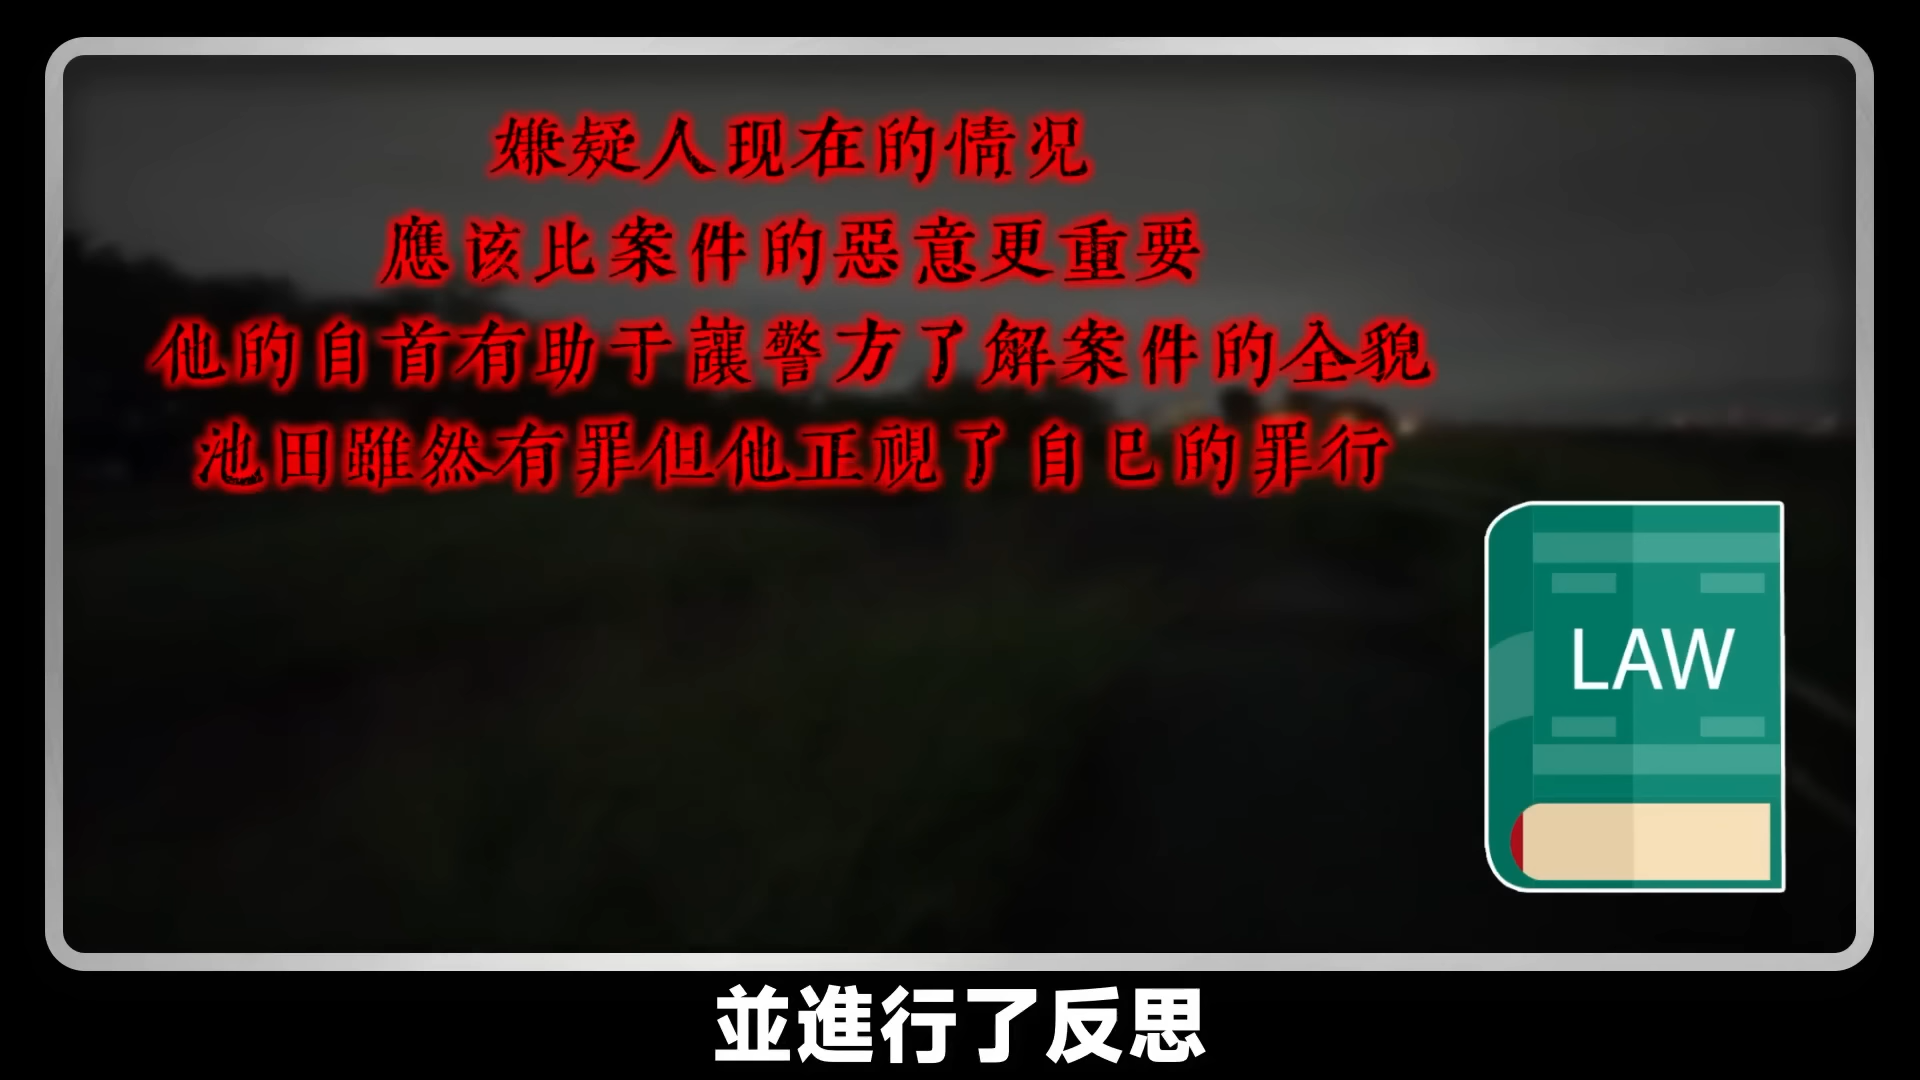 嫌疑人现在的情况
應该比案件的惡意更重要
他的自首有助于讓警方了解案件的全貌
池田雖然有罪但他正視了自已的罪行
LAW
並進行了反思